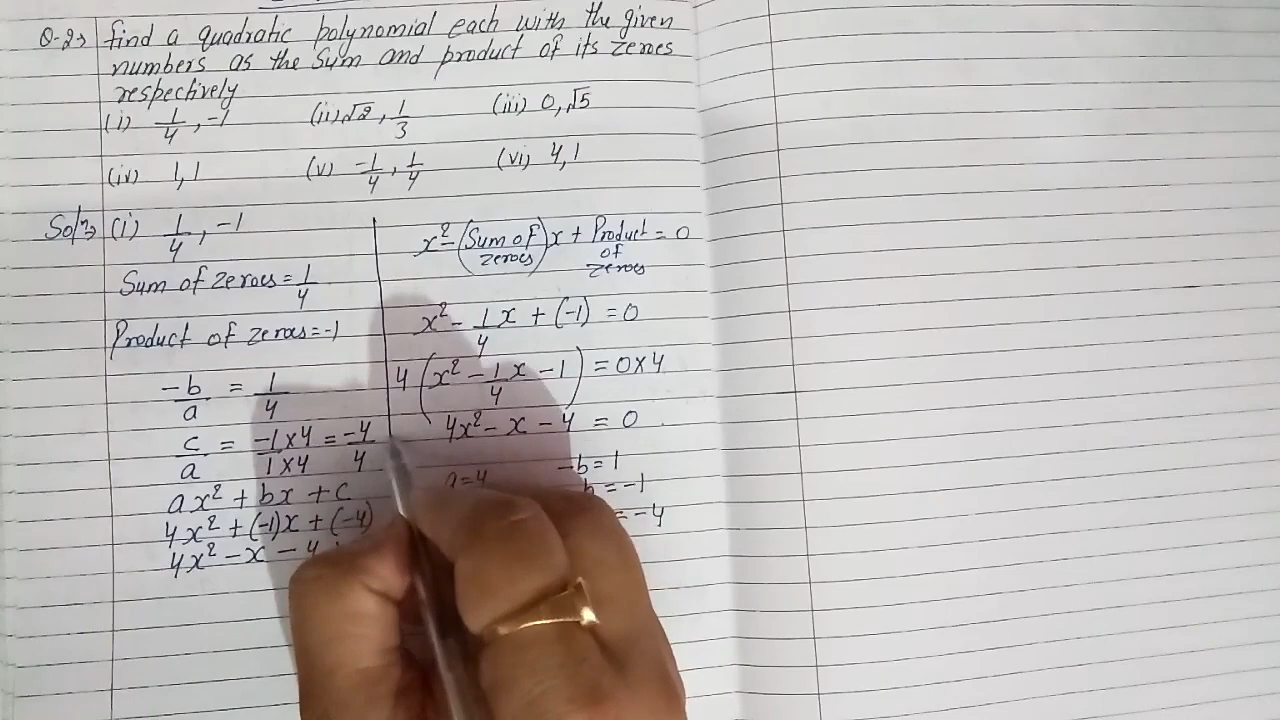 Q-2⇒ find a quadratic polynomial each with the given
numbers as the Sum and product of its zeroes
respectively
(i) 1/4, -1 (ii) √2, 1/3 (iii) 0, √5
(iv) 1,1 (v) -1/4, 1/4 (vi) 4,1
Sol⇒ (i) 1/4, -1
Sum of zeroes = 1/4
Product of zeroes = -1
-b/a = 1/4
c/a = -1×4/1×4 = -4/4
ax² + bx + c
4x² + (-1)x + (-4)
4x² - x - 4
x² - (Sum of zeroes)x + Product of zeroes = 0
x² - 1/4 x + (-1) = 0
4(x² - 1/4 x - 1) = 0×4
4x² - x - 4 = 0
a=4 -b=1
b = -1
= -4